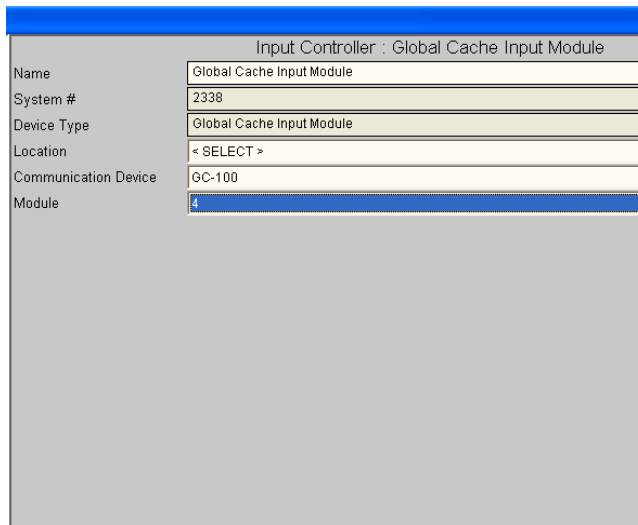 Input Controller : Global Cache Input Module
Name Global Cache Input Module
System # 2338
Device Type Global Cache Input Module
Location < SELECT >
Communication Device GC-100
Module 4